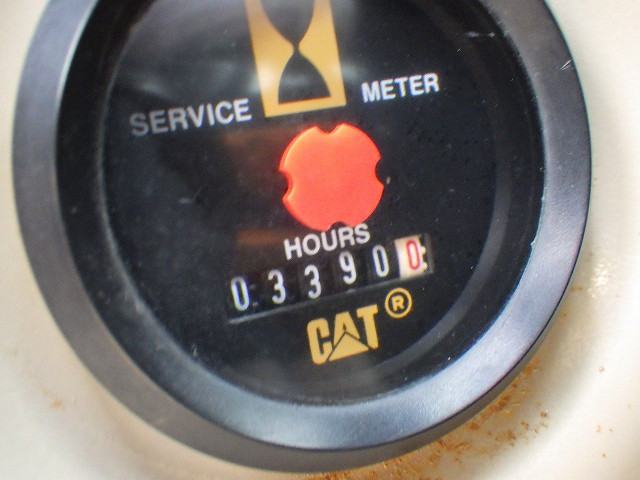 SERVICE METER
HOURS
033900
CAT®